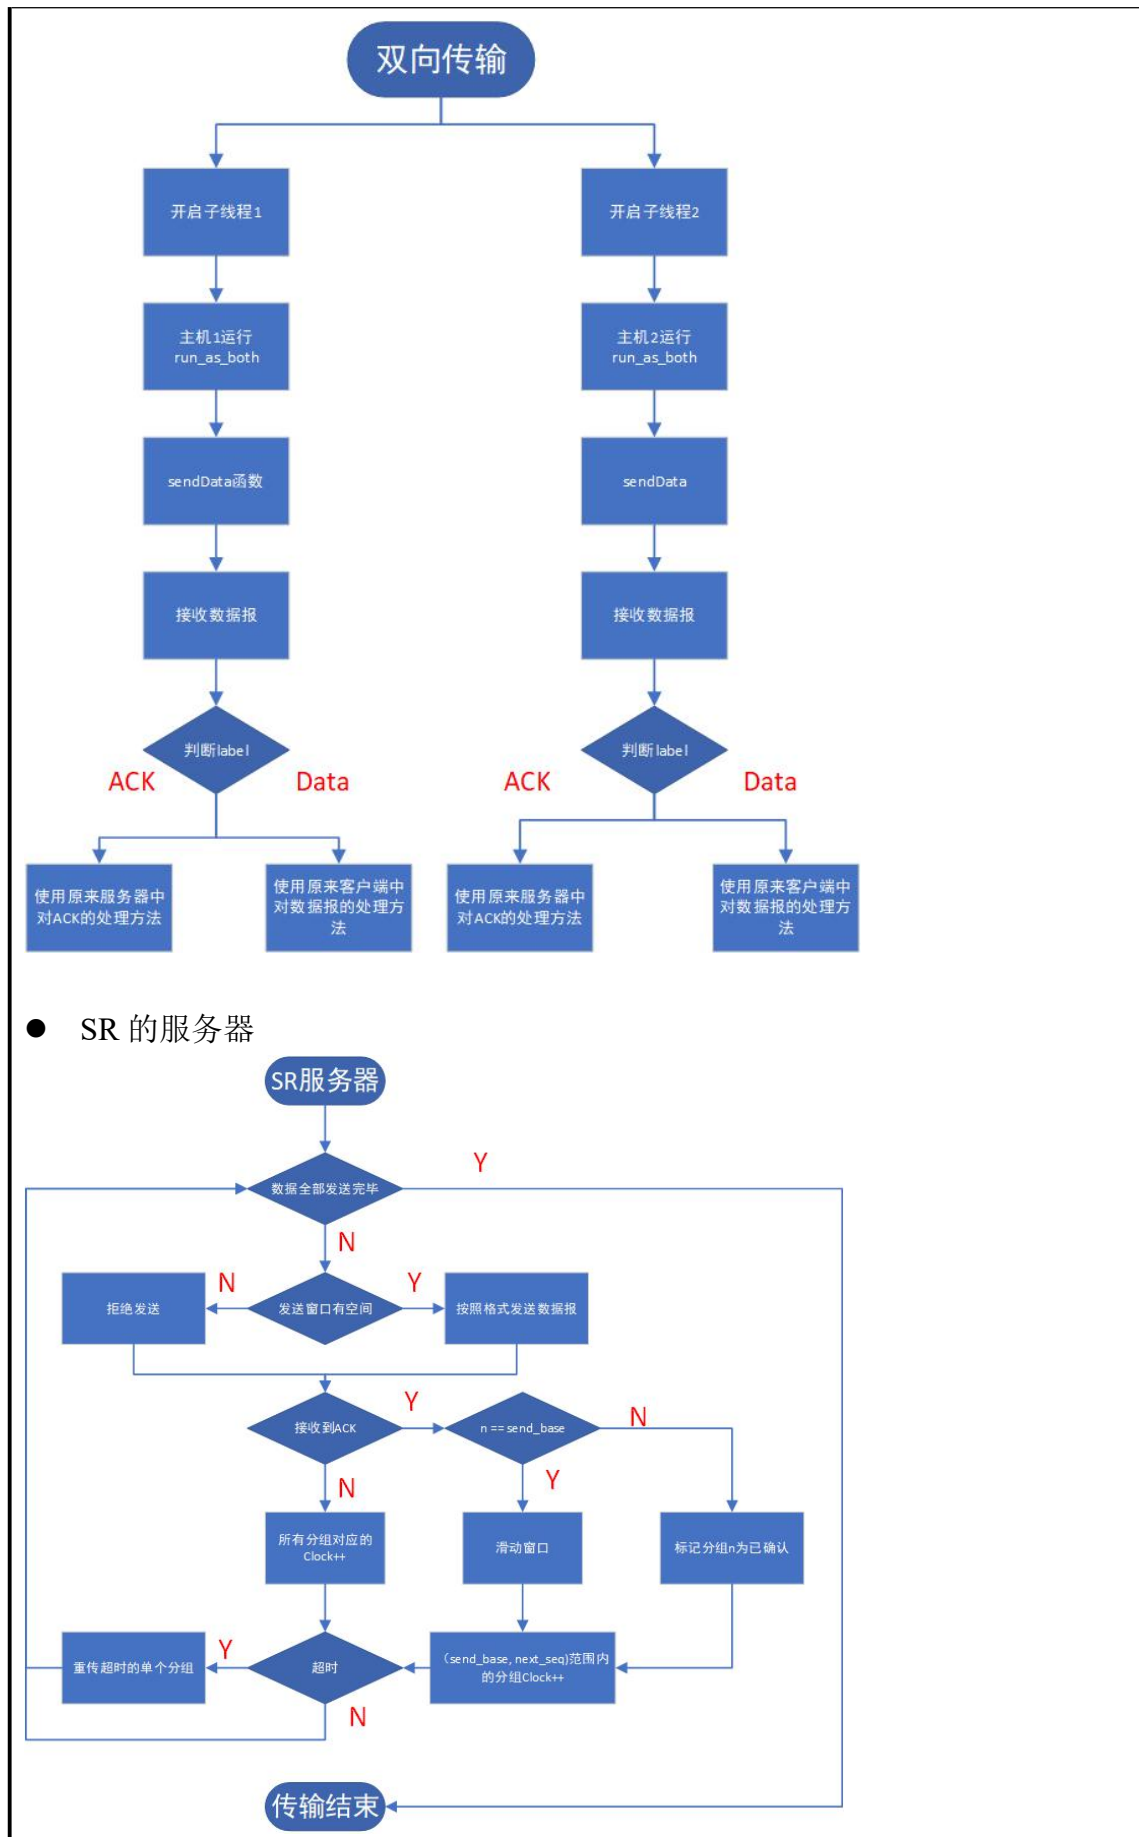 双向传输
开启子线程1
开启子线程2
主机1运行
run_as_both
主机2运行
run_as_both
sendData函数
sendData
接收数据报
接收数据报
判断label
判断label
ACK
Data
ACK
Data
使用原来服务器中
对ACK的处理方法
使用原来客户端中
对数据报的处理方
法
使用原来服务器中
对ACK的处理方法
使用原来客户端中
对数据报的处理方
法
● SR 的服务器
SR服务器
数据全部发送完毕
Y
N
拒绝发送
N
发送窗口有空间
Y
按照格式发送数据报
接收到ACK
Y
n == send_base
N
N
Y
所有分组对应的
Clock++
滑动窗口
标记分组n为已确认
重传超时的单个分组
Y
超时
（send_base, next_seq)范围内
的分组Clock++
N
传输结束